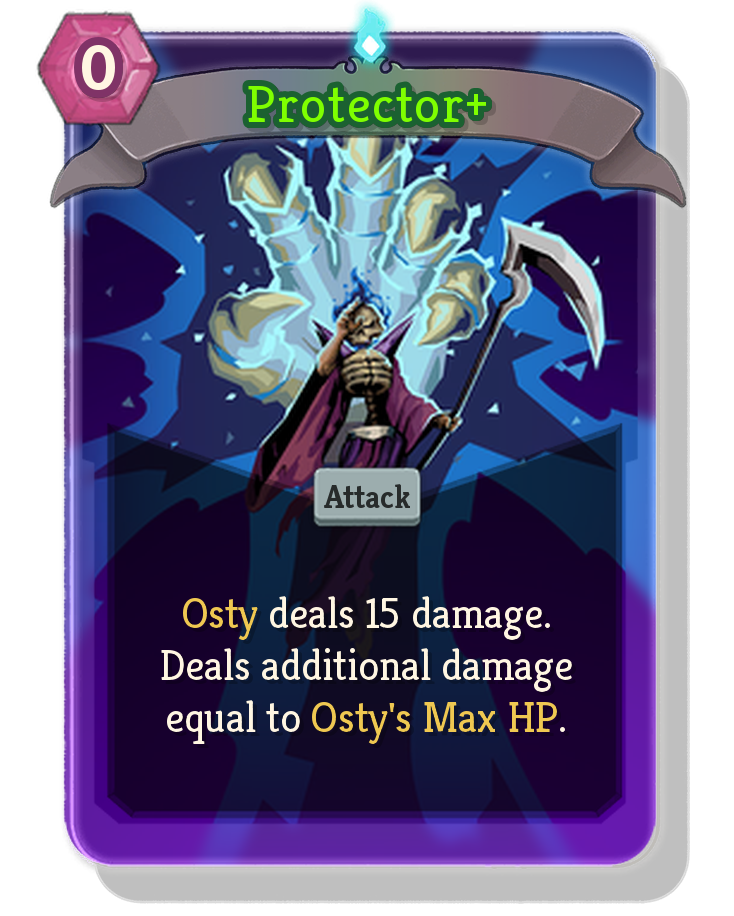 0
Protector+
Attack
Osty deals 15 damage.
Deals additional damage
equal to Osty's Max HP.